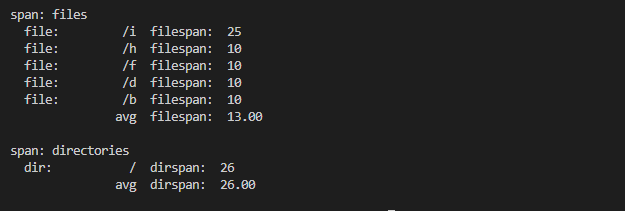 span: files
  file:         /i  filespan:  25
  file:         /h  filespan:  10
  file:         /f  filespan:  10
  file:         /d  filespan:  10
  file:         /b  filespan:  10
               avg  filespan:  13.00

span: directories
  dir:           /  dirspan:  26
               avg  dirspan:  26.00